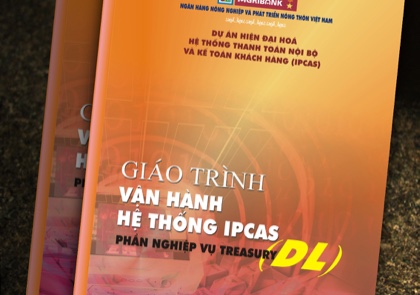 AGRIBANK
NGÂN HÀNG NÔNG NGHIỆP VÀ PHÁT TRIỂN NÔNG THÔN VIỆT NAM
DỰ ÁN HIỆN ĐẠI HOÁ
HỆ THỐNG THANH TOÁN NỘI BỘ
VÀ KẾ TOÁN KHÁCH HÀNG (IPCAS)
GIÁO TRÌNH
VẬN HÀNH
HỆ THỐNG IPCAS
PHẦN NGHIỆP VỤ TREASURY
(DL)